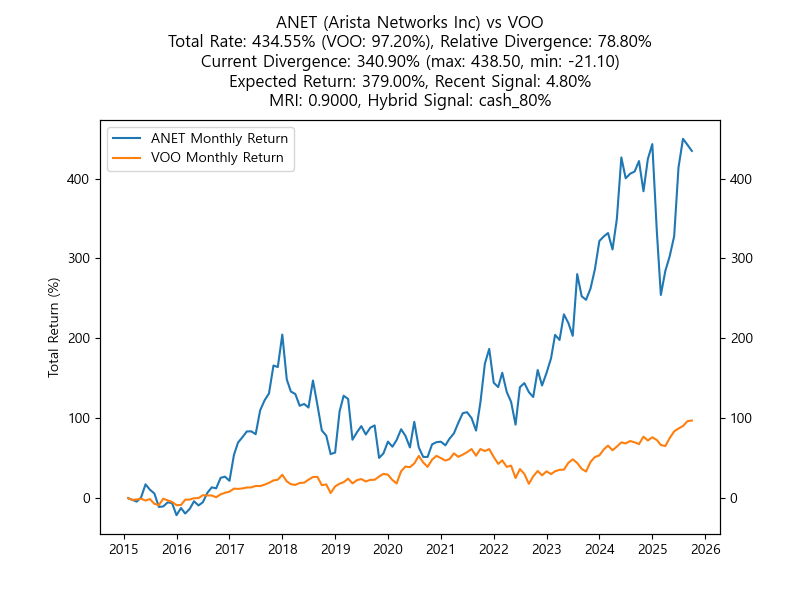 ANET (Arista Networks Inc) vs VOO
Total Rate: 434.55% (VOO: 97.20%), Relative Divergence: 78.80%
Current Divergence: 340.90% (max: 438.50, min: -21.10)
Expected Return: 379.00%, Recent Signal: 4.80%
MRI: 0.9000, Hybrid Signal: cash_80%
ANET Monthly Return
VOO Monthly Return
Total Return (%)
400
300
200
100
0
400
300
200
100
0
2015 2016 2017 2018 2019 2020 2021 2022 2023 2024 2025 2026